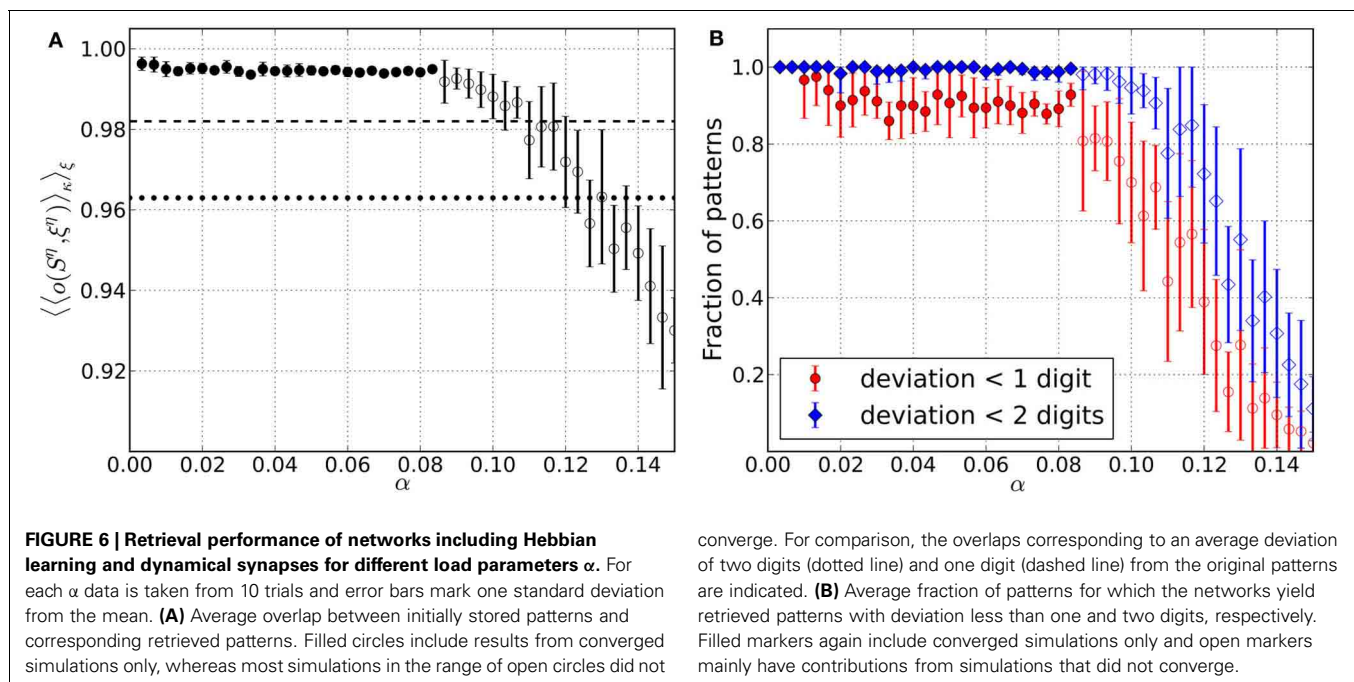 A
1.00
0.98
0.96
0.94
0.92
⟨⟨o(S^η,ξ^η)⟩_κ⟩_ξ
0.00 0.02 0.04 0.06 0.08 0.10 0.12 0.14
α
B
1.0
0.8
0.6
0.4
0.2
Fraction of patterns
deviation < 1 digit
deviation < 2 digits
0.00 0.02 0.04 0.06 0.08 0.10 0.12 0.14
α
FIGURE 6 | Retrieval performance of networks including Hebbian
learning and dynamical synapses for different load parameters α. For
each α data is taken from 10 trials and error bars mark one standard deviation
from the mean. (A) Average overlap between initially stored patterns and
corresponding retrieved patterns. Filled circles include results from converged
simulations only, whereas most simulations in the range of open circles did not
converge. For comparison, the overlaps corresponding to an average deviation
of two digits (dotted line) and one digit (dashed line) from the original patterns
are indicated. (B) Average fraction of patterns for which the networks yield
retrieved patterns with deviation less than one and two digits, respectively.
Filled markers again include converged simulations only and open markers
mainly have contributions from simulations that did not converge.